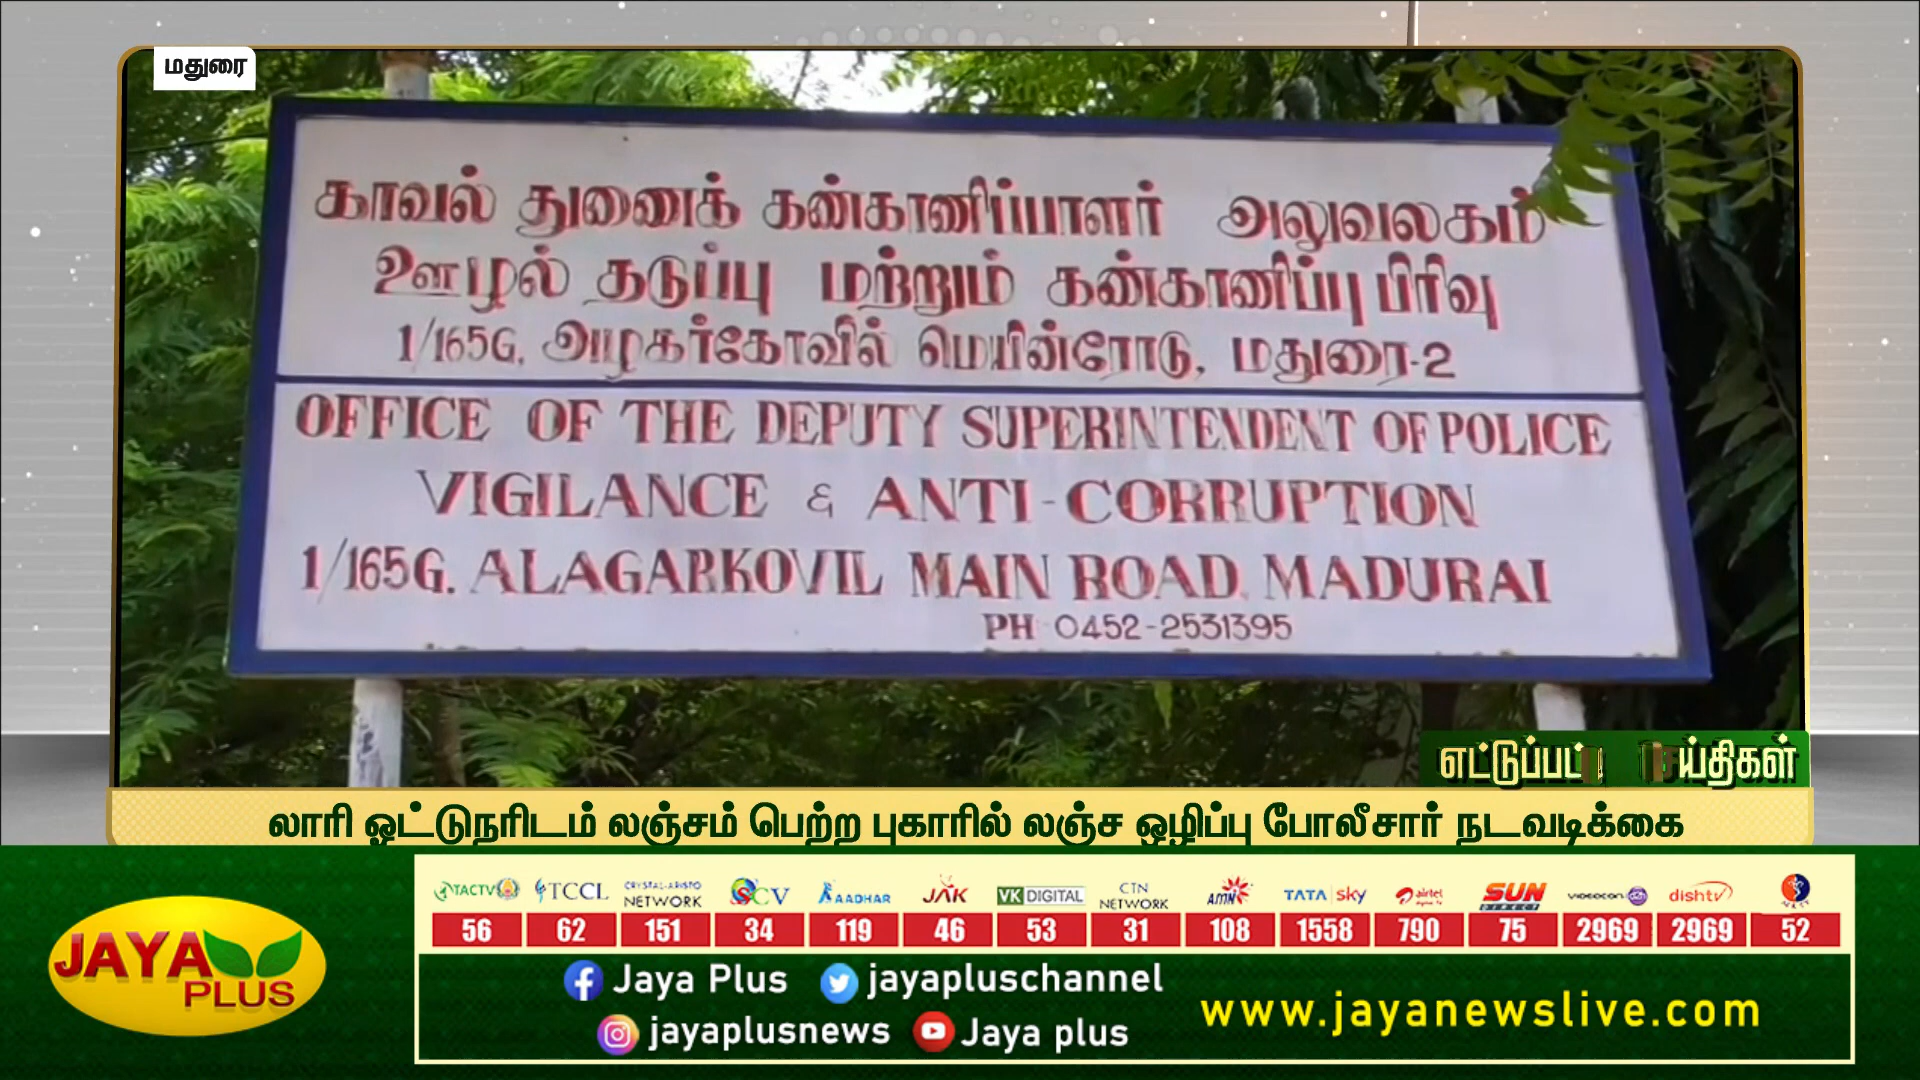 மதுரை
காவல் துணைக் கண்காணிப்பாளர் அலுவலகம்
ஊழல் தடுப்பு மற்றும் கண்காணிப்பு பிரிவு
1/165G, அழகர்கோவில் மெயின்ரோடு, மதுரை-2
OFFICE OF THE DEPUTY SUPERINTENDENT OF POLICE
VIGILANCE & ANTI-CORRUPTION
1/165G, ALAGARKOVIL MAIN ROAD, MADURAI
PH 0452-2531395
லாரி ஓட்டுநரிடம் லஞ்சம் பெற்ற புகாரில் லஞ்ச ஒழிப்பு போலீசார் நடவடிக்கை
JAYA PLUS
TACTV TCCL CRYSTAL-ARISTO NETWORK SCV AADHAR JAK VK DIGITAL CTN NETWORK AMN TATA sky airtel SUN DIRECT VIDEOCON dishtv
56 62 151 34 119 46 53 31 108 1558 790 75 2969 2969 52
Jaya Plus jayapluschannel
jayaplusnews Jaya plus
www.jayanewslive.com